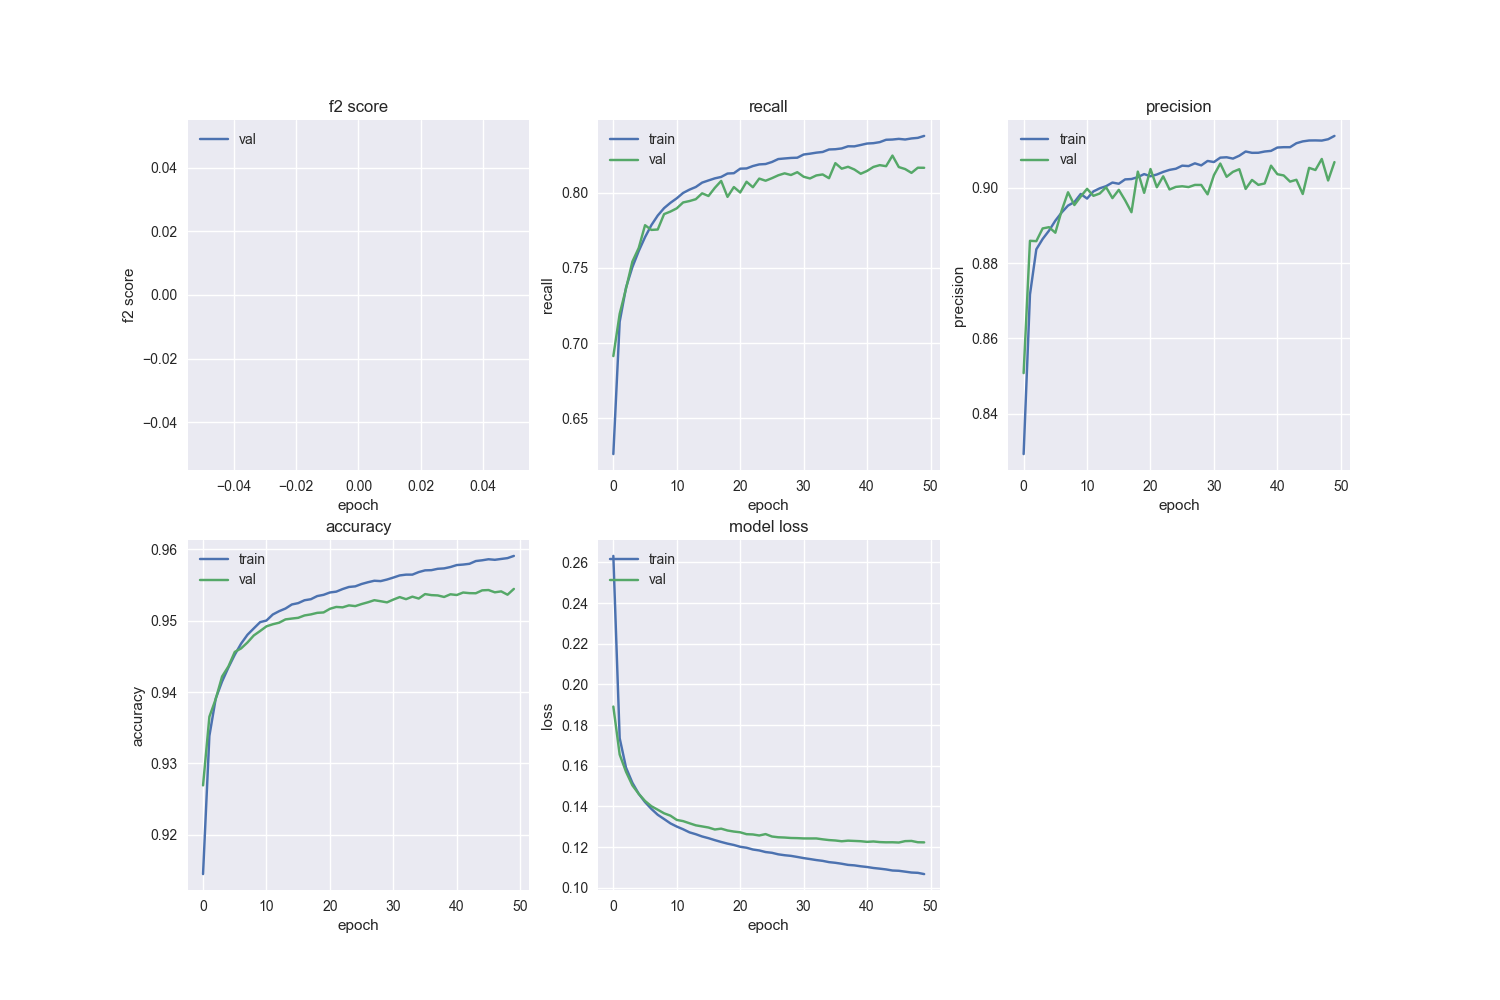 f2 score
val
0.04
0.02
0.00
−0.02
−0.04
f2 score
−0.04 −0.02 0.00 0.02 0.04
epoch
recall
train
val
0.80
0.75
0.70
0.65
recall
0 10 20 30 40 50
epoch
precision
train
val
0.90
0.88
0.86
0.84
precision
0 10 20 30 40 50
epoch
accuracy
train
val
0.96
0.95
0.94
0.93
0.92
accuracy
0 10 20 30 40 50
epoch
model loss
train
val
0.26
0.24
0.22
0.20
0.18
0.16
0.14
0.12
0.10
loss
0 10 20 30 40 50
epoch